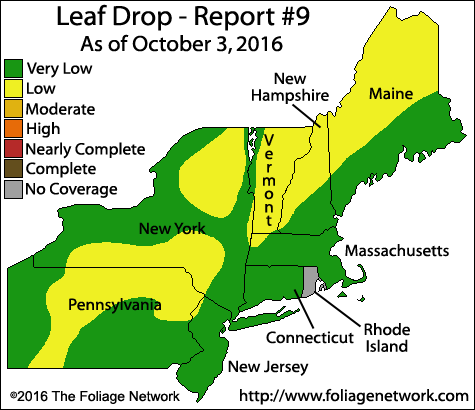 Leaf Drop - Report #9
As of October 3, 2016
Very Low
Low
Moderate
High
Nearly Complete
Complete
No Coverage
New
Hampshire
Maine
Vermont
New York
Massachusetts
Pennsylvania
Connecticut
Rhode
Island
New Jersey
©2016 The Foliage Network
http://www.foliagenetwork.com